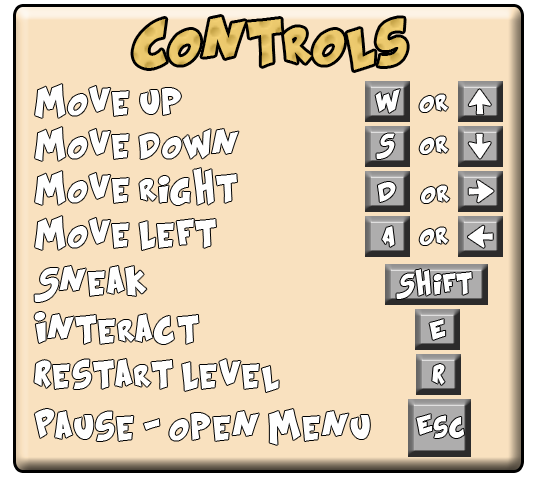 CONTROLS
MOVE UP W OR ↑
MOVE DOWN S OR ↓
MOVE RIGHT D OR →
MOVE LEFT A OR ←
SNEAK SHIFT
INTERACT E
RESTART LEVEL R
PAUSE - OPEN MENU ESC